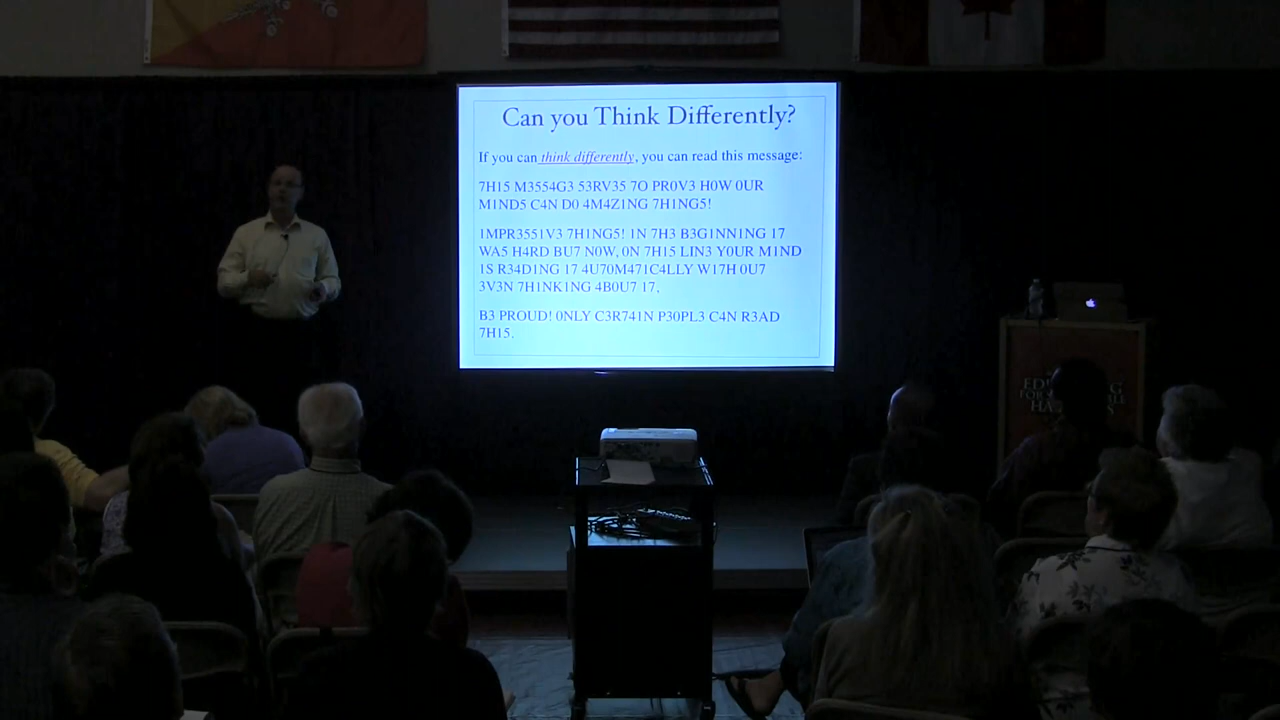 Can you Think Differently?
If you can think differently, you can read this message:
7H15 M3554G3 53RV35 7O PR0V3 H0W 0UR
M1ND5 C4N D0 4M4Z1NG 7H1NG5!
1MPR3551V3 7H1NG5! 1N 7H3 B3G1NN1NG 17
WA5 H4RD BU7 N0W, 0N 7H15 LIN3 Y0UR M1ND
1S R34D1NG 17 4U70M471C4LLY W17H 0U7
3V3N 7H1NK1NG 4B0U7 17,
B3 PROUD! 0NLY C3R741N P30PL3 C4N R3AD
7H15.